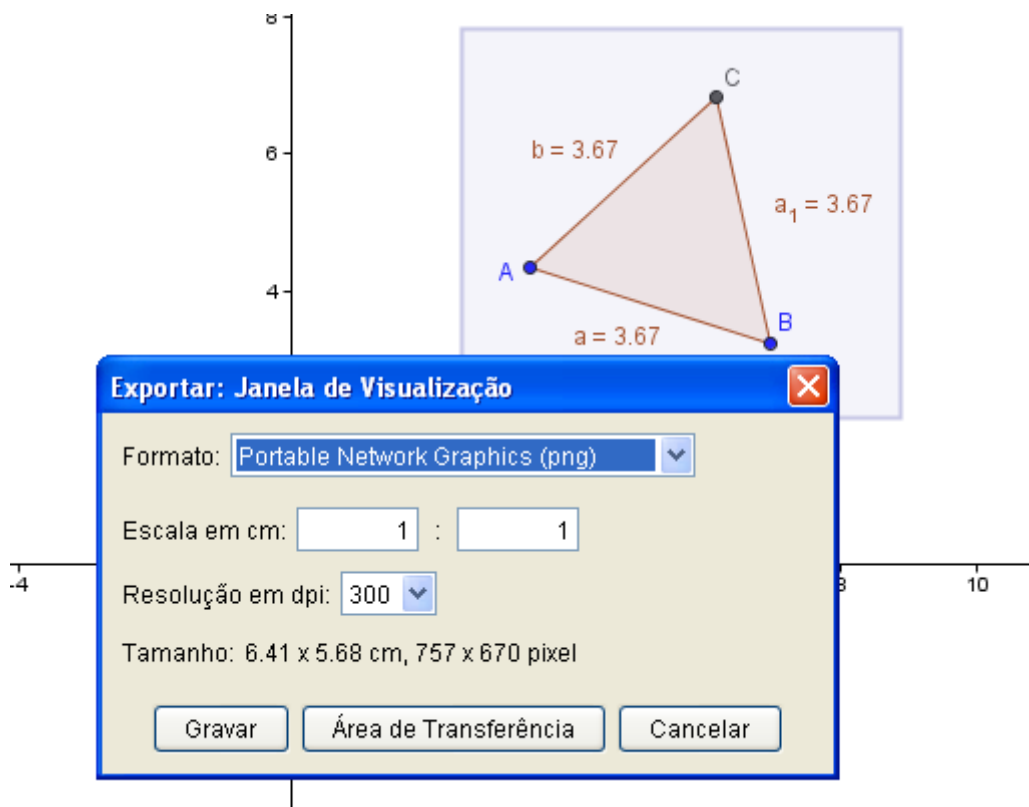 8
C
b = 3.67
6
a₁ = 3.67
A
4
B
a = 3.67
Exportar: Janela de Visualização
Formato: Portable Network Graphics (png)
Escala em cm: 1 : 1
-4
8
10
Resolução em dpi: 300
Tamanho: 6.41 x 5.68 cm, 757 x 670 pixel
Gravar Área de Transferência Cancelar